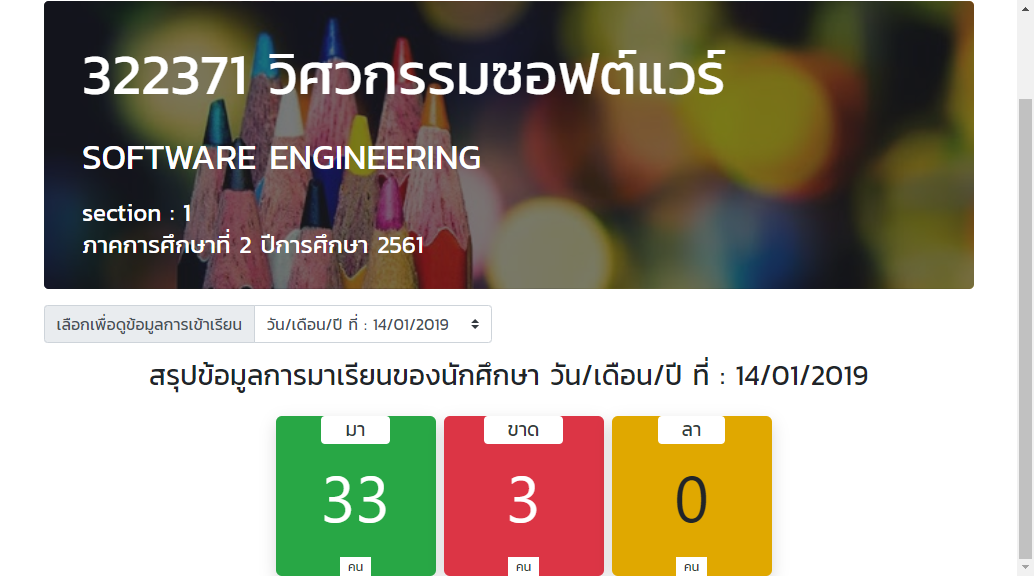 322371 วิศวกรรมซอฟต์แวร์
SOFTWARE ENGINEERING
section : 1
ภาคการศึกษาที่ 2 ปีการศึกษา 2561
เลือกเพื่อดูข้อมูลการเข้าเรียน วัน/เดือน/ปี ที่ : 14/01/2019
สรุปข้อมูลการมาเรียนของนักศึกษา วัน/เดือน/ปี ที่ : 14/01/2019
มา ขาด ลา
33 3 0
คน คน คน